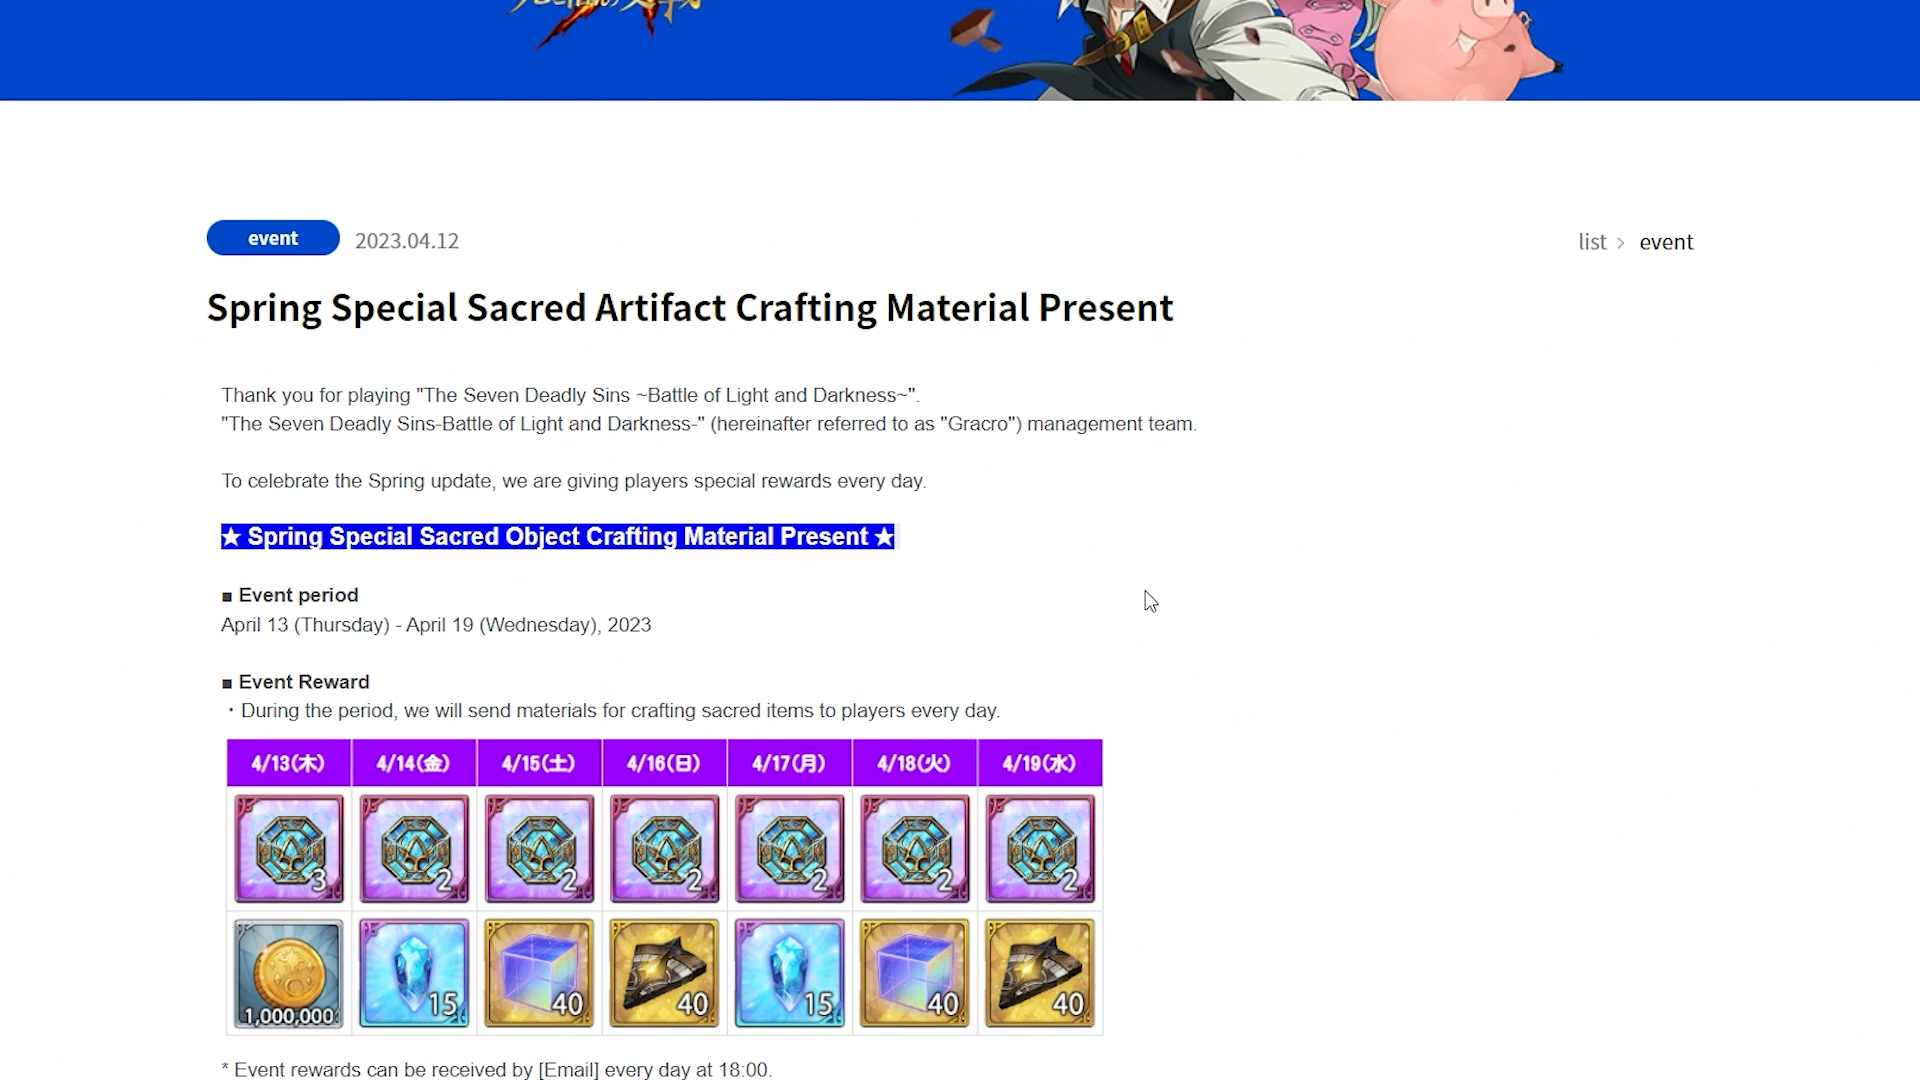 event 2023.04.12
list > event
Spring Special Sacred Artifact Crafting Material Present
Thank you for playing "The Seven Deadly Sins ~Battle of Light and Darkness~".
"The Seven Deadly Sins-Battle of Light and Darkness-" (hereinafter referred to as "Gracro") management team.
To celebrate the Spring update, we are giving players special rewards every day.
★ Spring Special Sacred Object Crafting Material Present ★
■ Event period
April 13 (Thursday) - April 19 (Wednesday), 2023
■ Event Reward
・During the period, we will send materials for crafting sacred items to players every day.
4/13(木) 4/14(金) 4/15(土) 4/16(日) 4/17(月) 4/18(火) 4/19(水)
3 2 2 2 2 2 2
1,000,000 15 40 40 15 40 40
* Event rewards can be received by [Email] every day at 18:00.